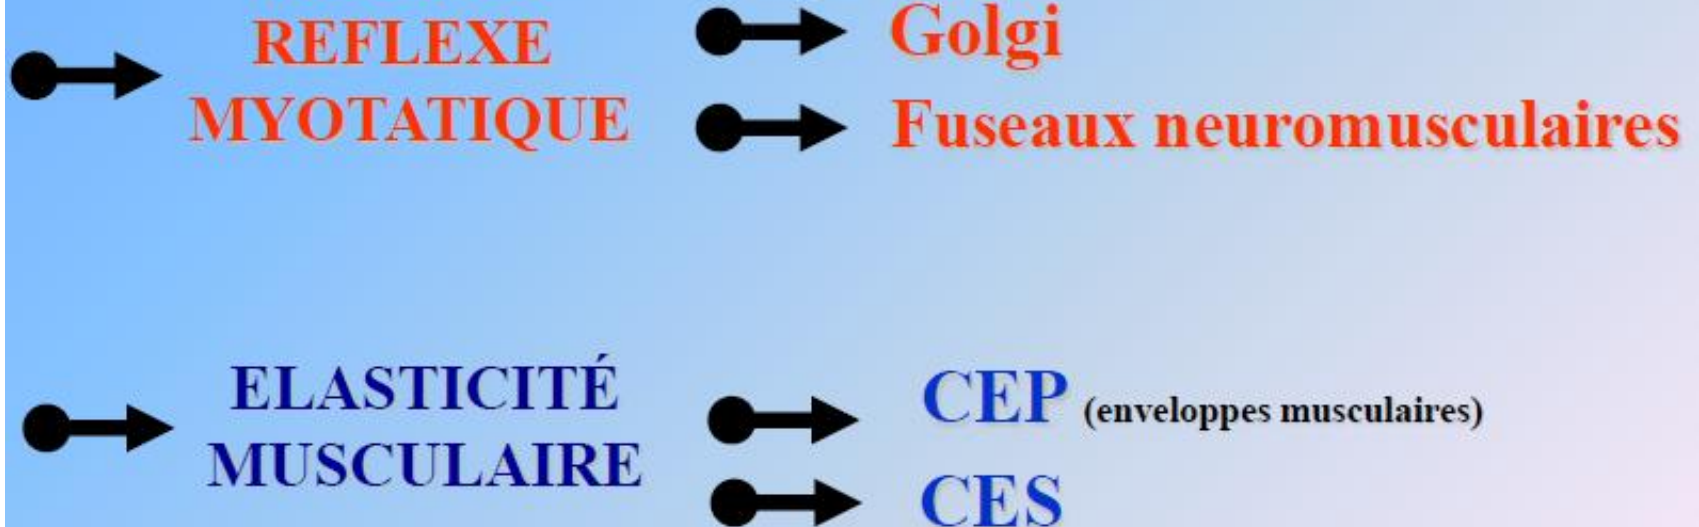 REFLEXE
MYOTATIQUE
Golgi
Fuseaux neuromusculaires
ELASTICITÉ
MUSCULAIRE
CEP (enveloppes musculaires)
CES